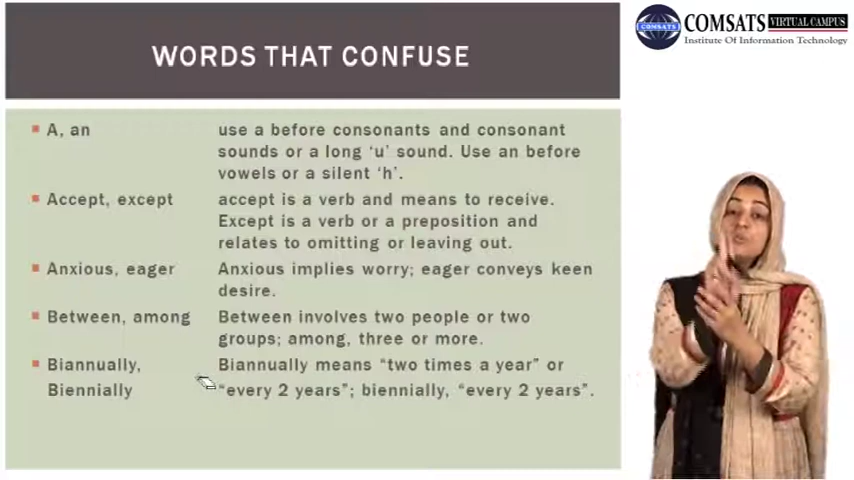 WORDS THAT CONFUSE
COMSATS VIRTUAL CAMPUS
Institute Of Information Technology
A, an use a before consonants and consonant
sounds or a long ‘u’ sound. Use an before
vowels or a silent ‘h’.
Accept, except accept is a verb and means to receive.
Except is a verb or a preposition and
relates to omitting or leaving out.
Anxious, eager Anxious implies worry; eager conveys keen
desire.
Between, among Between involves two people or two
groups; among, three or more.
Biannually, Biannually means “two times a year” or
Biennially “every 2 years”; biennially, “every 2 years”.